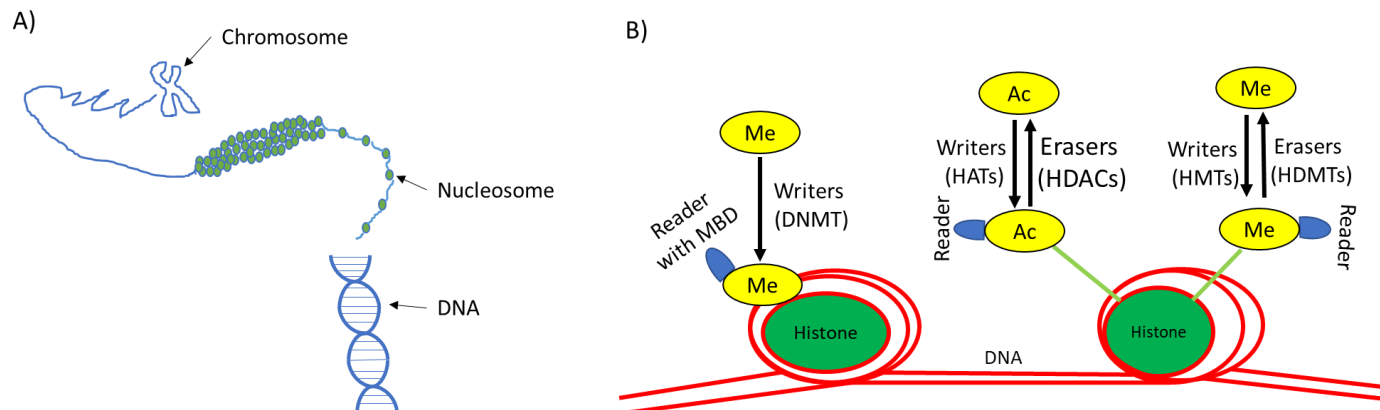 A)
Chromosome
Nucleosome
DNA
B)
Me
Writers
(DNMT)
Reader
with MBD
Me
Histone
Ac
Writers
(HATs)
Erasers
(HDACs)
Reader
Ac
Me
Writers
(HMTs)
Erasers
(HDMTs)
Me
Reader
Histone
DNA